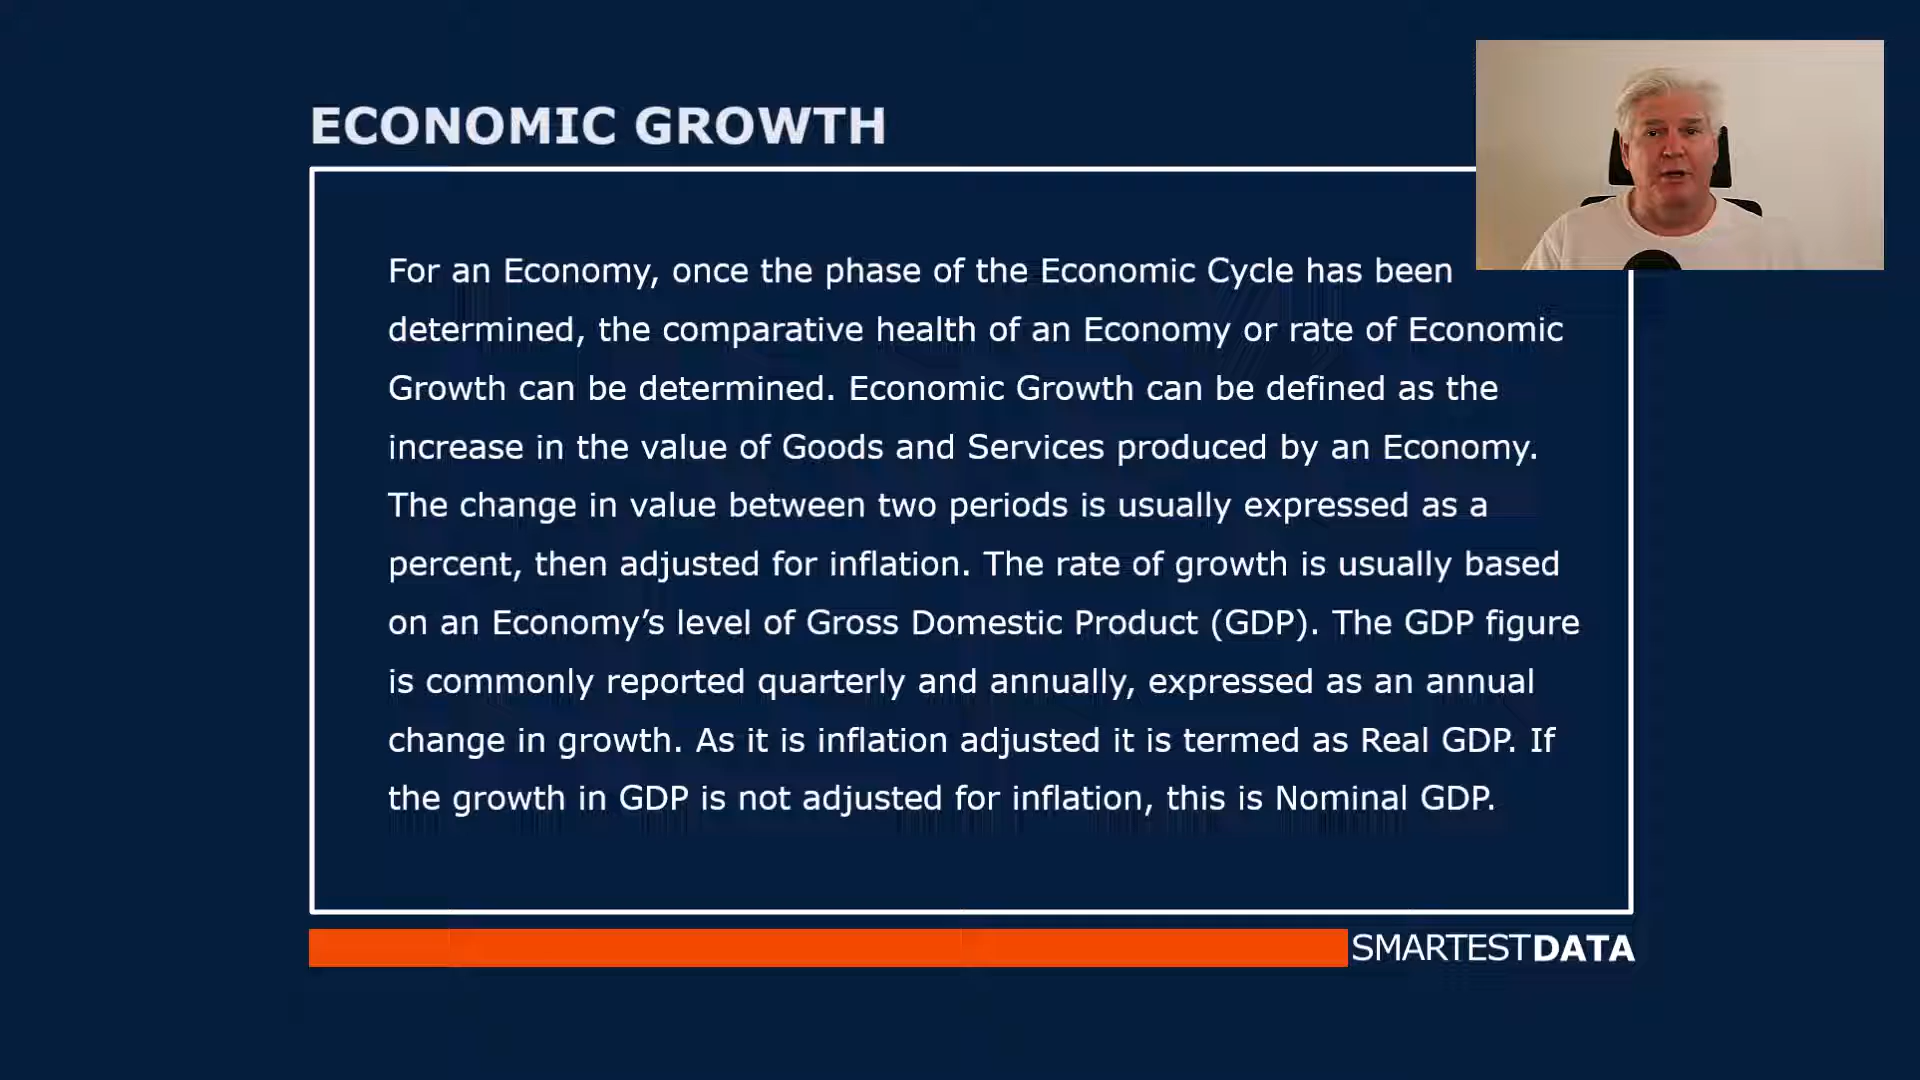 ECONOMIC GROWTH
For an Economy, once the phase of the Economic Cycle has been
determined, the comparative health of an Economy or rate of Economic
Growth can be determined. Economic Growth can be defined as the
increase in the value of Goods and Services produced by an Economy.
The change in value between two periods is usually expressed as a
percent, then adjusted for inflation. The rate of growth is usually based
on an Economy’s level of Gross Domestic Product (GDP). The GDP figure
is commonly reported quarterly and annually, expressed as an annual
change in growth. As it is inflation adjusted it is termed as Real GDP. If
the growth in GDP is not adjusted for inflation, this is Nominal GDP.
SMARTESTDATA